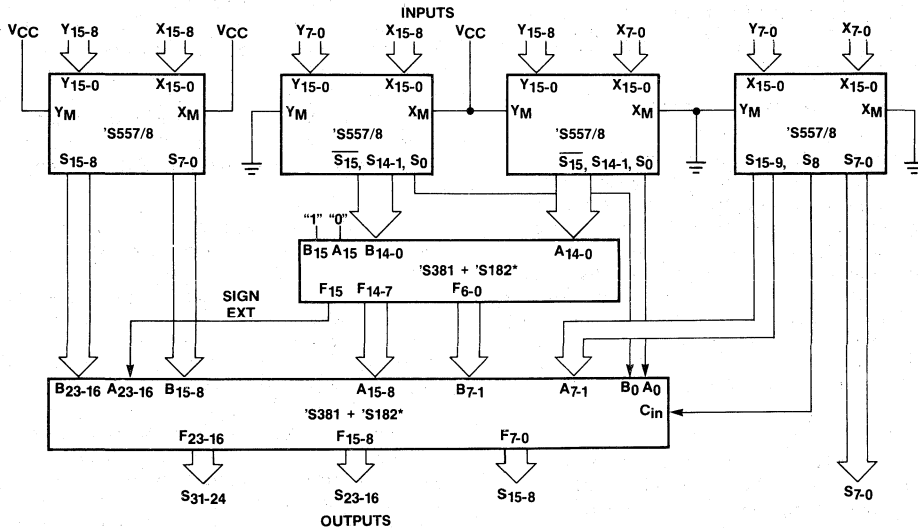 INPUTS
VCC Y15-8 X15-8 VCC Y7-0 X15-8 VCC Y15-8 X7-0 Y7-0 X7-0
Y15-0 X15-0 Y15-0 X15-0 Y15-0 X15-0 X15-0 X15-0
YM XM YM XM YM XM YM XM
'S557/8 'S557/8 'S557/8 'S557/8
S15-8 S7-0 S̅1̅5̅, S14-1, S0 S̅1̅5̅, S14-1, S0 S15-9, S8 S7-0
"1" "0"
B15 A15 B14-0 A14-0
'S381 + 'S182*
F15 F14-7 F6-0
SIGN
EXT
B23-16 A23-16 B15-8 A15-8 B7-1 A7-1 B0 A0
Cin
'S381 + 'S182*
F23-16 F15-8 F7-0
S31-24 S23-16 S15-8 S7-0
OUTPUTS